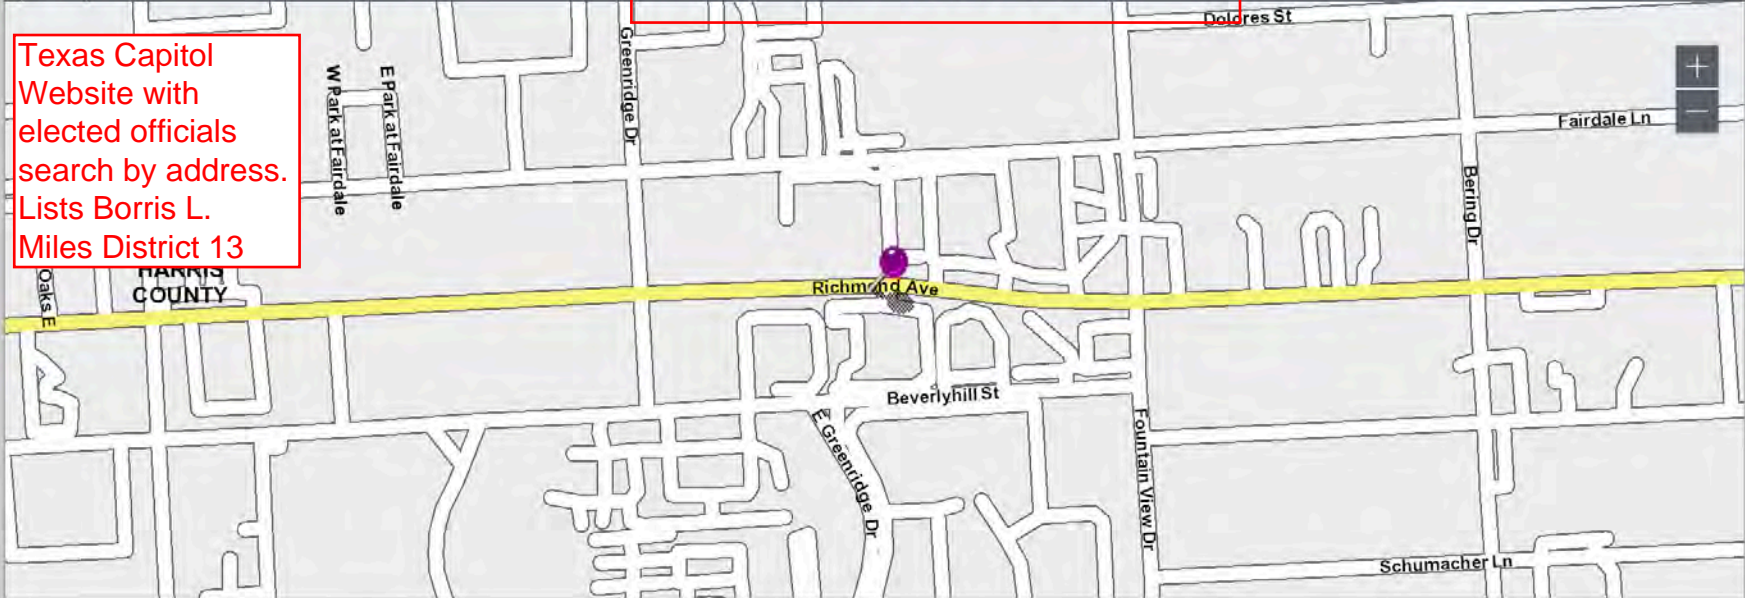 Dolores St
Texas Capitol
Website with
elected officials
search by address.
Lists Borris L.
Miles District 13
W Park at Fairdale
E Park at Fairdale
Greenridge Dr
+
−
Fairdale Ln
Bering Dr
HARRIS
COUNTY
Oaks E
Richmond Ave
Beverlyhill St
E Greenridge Dr
Fountain View Dr
Schumacher Ln